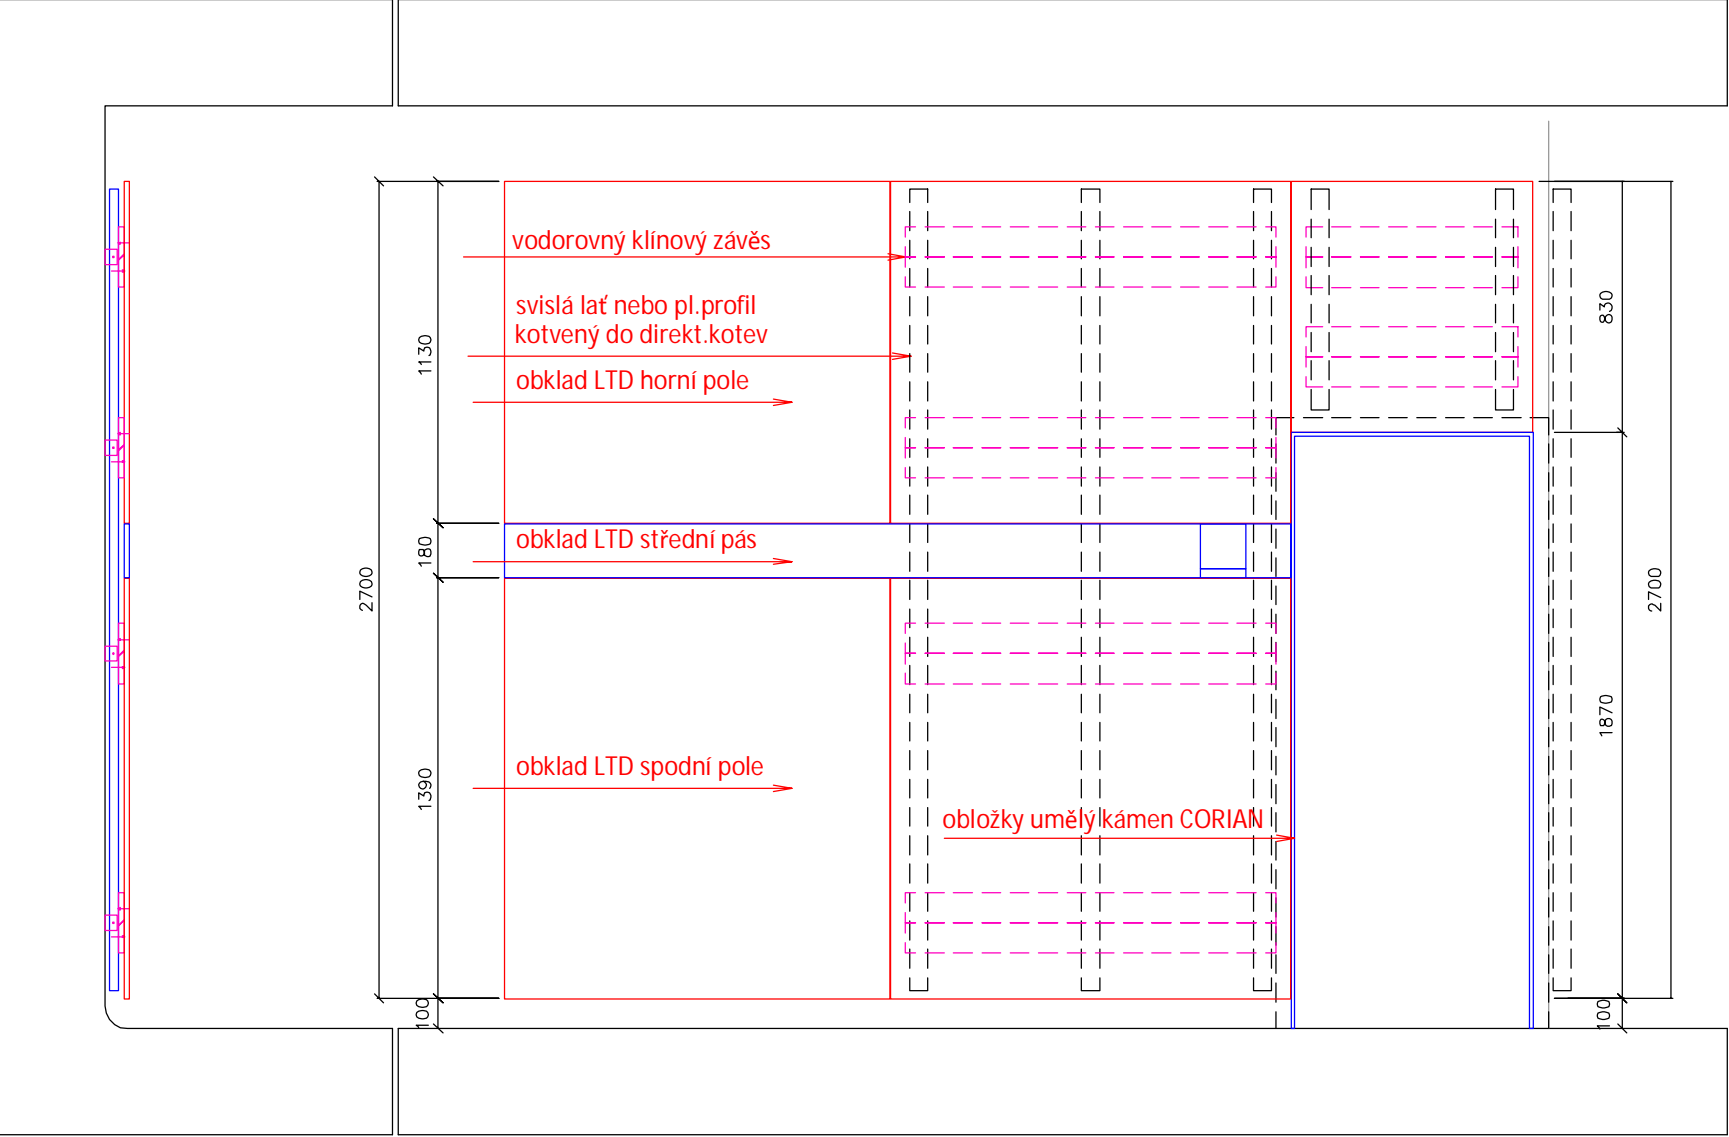 vodorovný klínový závěs
svislá lať nebo pl.profil
kotvený do direkt.kotev
obklad LTD horní pole
obklad LTD střední pás
obklad LTD spodní pole
obložky umělý kámen CORIAN
2700
1130
180
1390
100
830
1870
2700
100